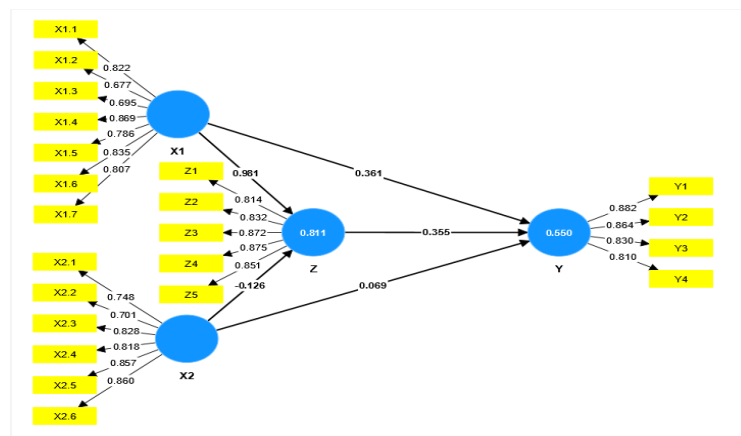 X1.1
X1.2
X1.3
X1.4
X1.5
X1.6
X1.7
0.822
0.677
0.695
0.869
0.786
0.835
0.807
X1
0.981
0.361
Z1
Z2
Z3
Z4
Z5
0.814
0.832
0.872
0.875
0.851
0.811
Z
-0.126
0.355
0.069
0.550
Y
0.882
0.864
0.830
0.810
Y1
Y2
Y3
Y4
X2.1
X2.2
X2.3
X2.4
X2.5
X2.6
0.748
0.701
0.828
0.818
0.857
0.860
X2